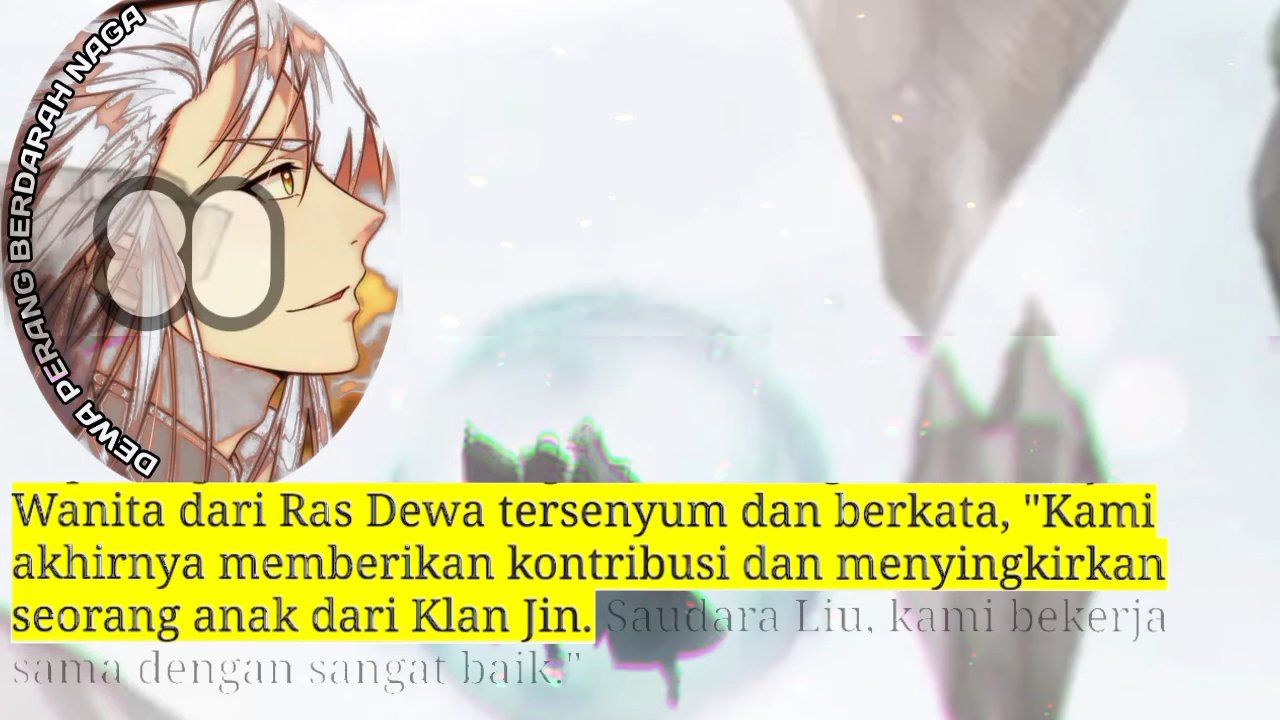 DEWA PERANG BERDARAH NAGA
80
Wanita dari Ras Dewa tersenyum dan berkata, "Kami
akhirnya memberikan kontribusi dan menyingkirkan
seorang anak dari Klan Jin. Saudara Liu, kami bekerja
sama dengan sangat baik."